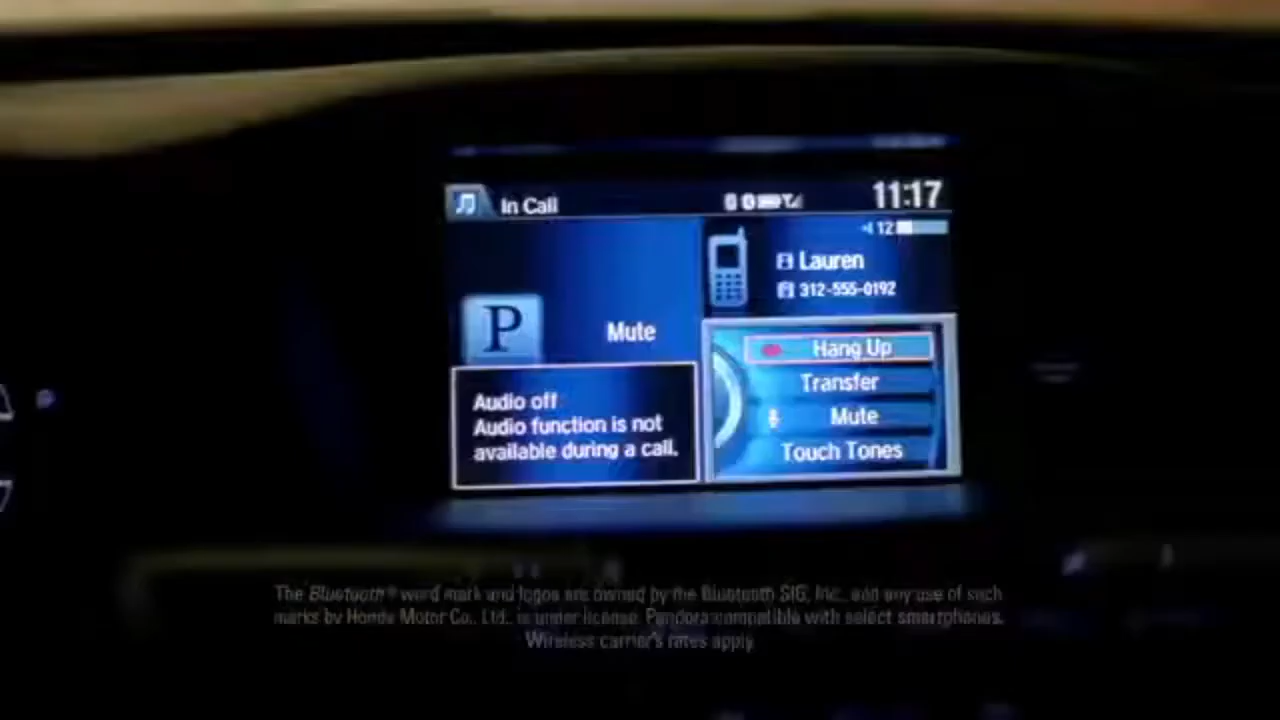 In Call
11:17
12
Lauren
312-555-0192
P
Mute
Hang Up
Transfer
Mute
Touch Tones
Audio off
Audio function is not
available during a call.
The Bluetooth® word mark and logos are owned by the Bluetooth SIG, Inc., and any use of such
marks by Honda Motor Co., Ltd., is under license. Pandora compatible with select smartphones.
Wireless carrier's rates apply.